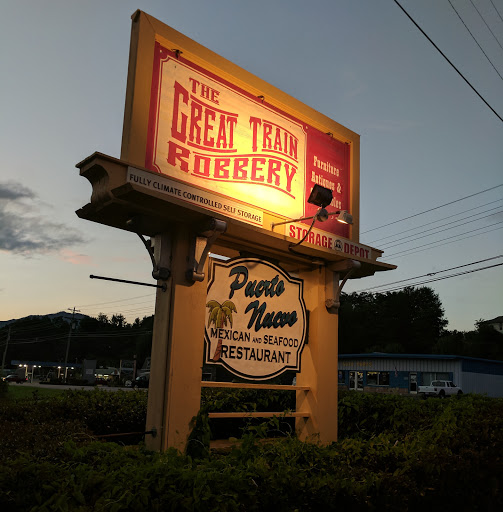 THE
GREAT TRAIN
ROBBERY
Furniture
Antiques &
FULLY CLIMATE CONTROLLED SELF STORAGE
STORAGE DEPOT
Puerto
Nuevo
MEXICAN AND SEAFOOD
RESTAURANT